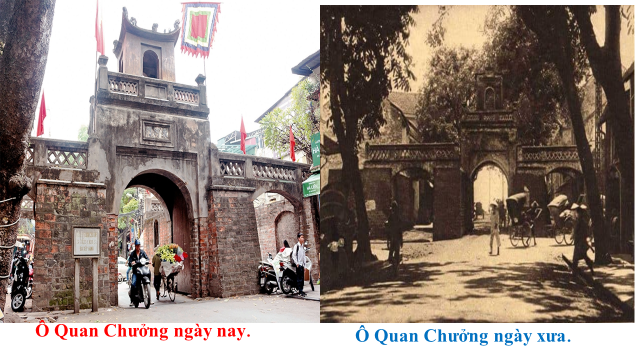 Ô Quan Chưởng ngày nay.
Ô Quan Chưởng ngày xưa.